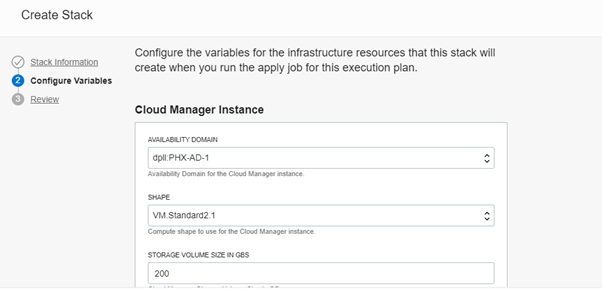 Create Stack
Stack Information
2 Configure Variables
3 Review
Configure the variables for the infrastructure resources that this stack will
create when you run the apply job for this execution plan.
Cloud Manager Instance
AVAILABILITY DOMAIN
dpll:PHX-AD-1
Availability Domain for the Cloud Manager instance.
SHAPE
VM.Standard2.1
Compute shape to use for the Cloud Manager instance.
STORAGE VOLUME SIZE IN GBS
200